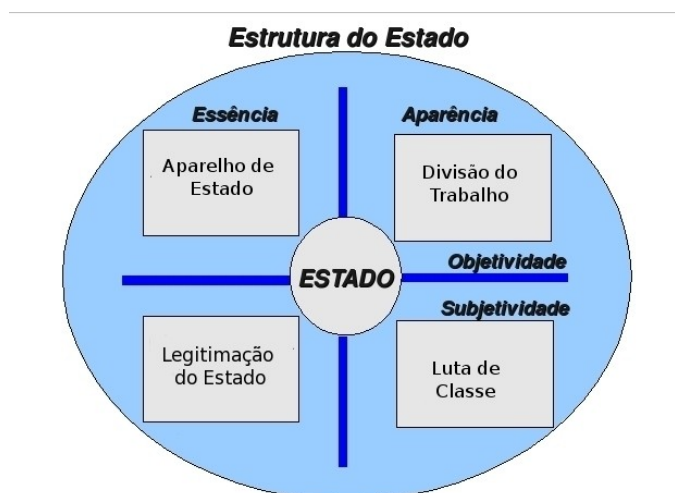 Estrutura do Estado
Essência
Aparência
Aparelho de
Estado
Divisão do
Trabalho
Objetividade
ESTADO
Subjetividade
Legitimação
do Estado
Luta de
Classe